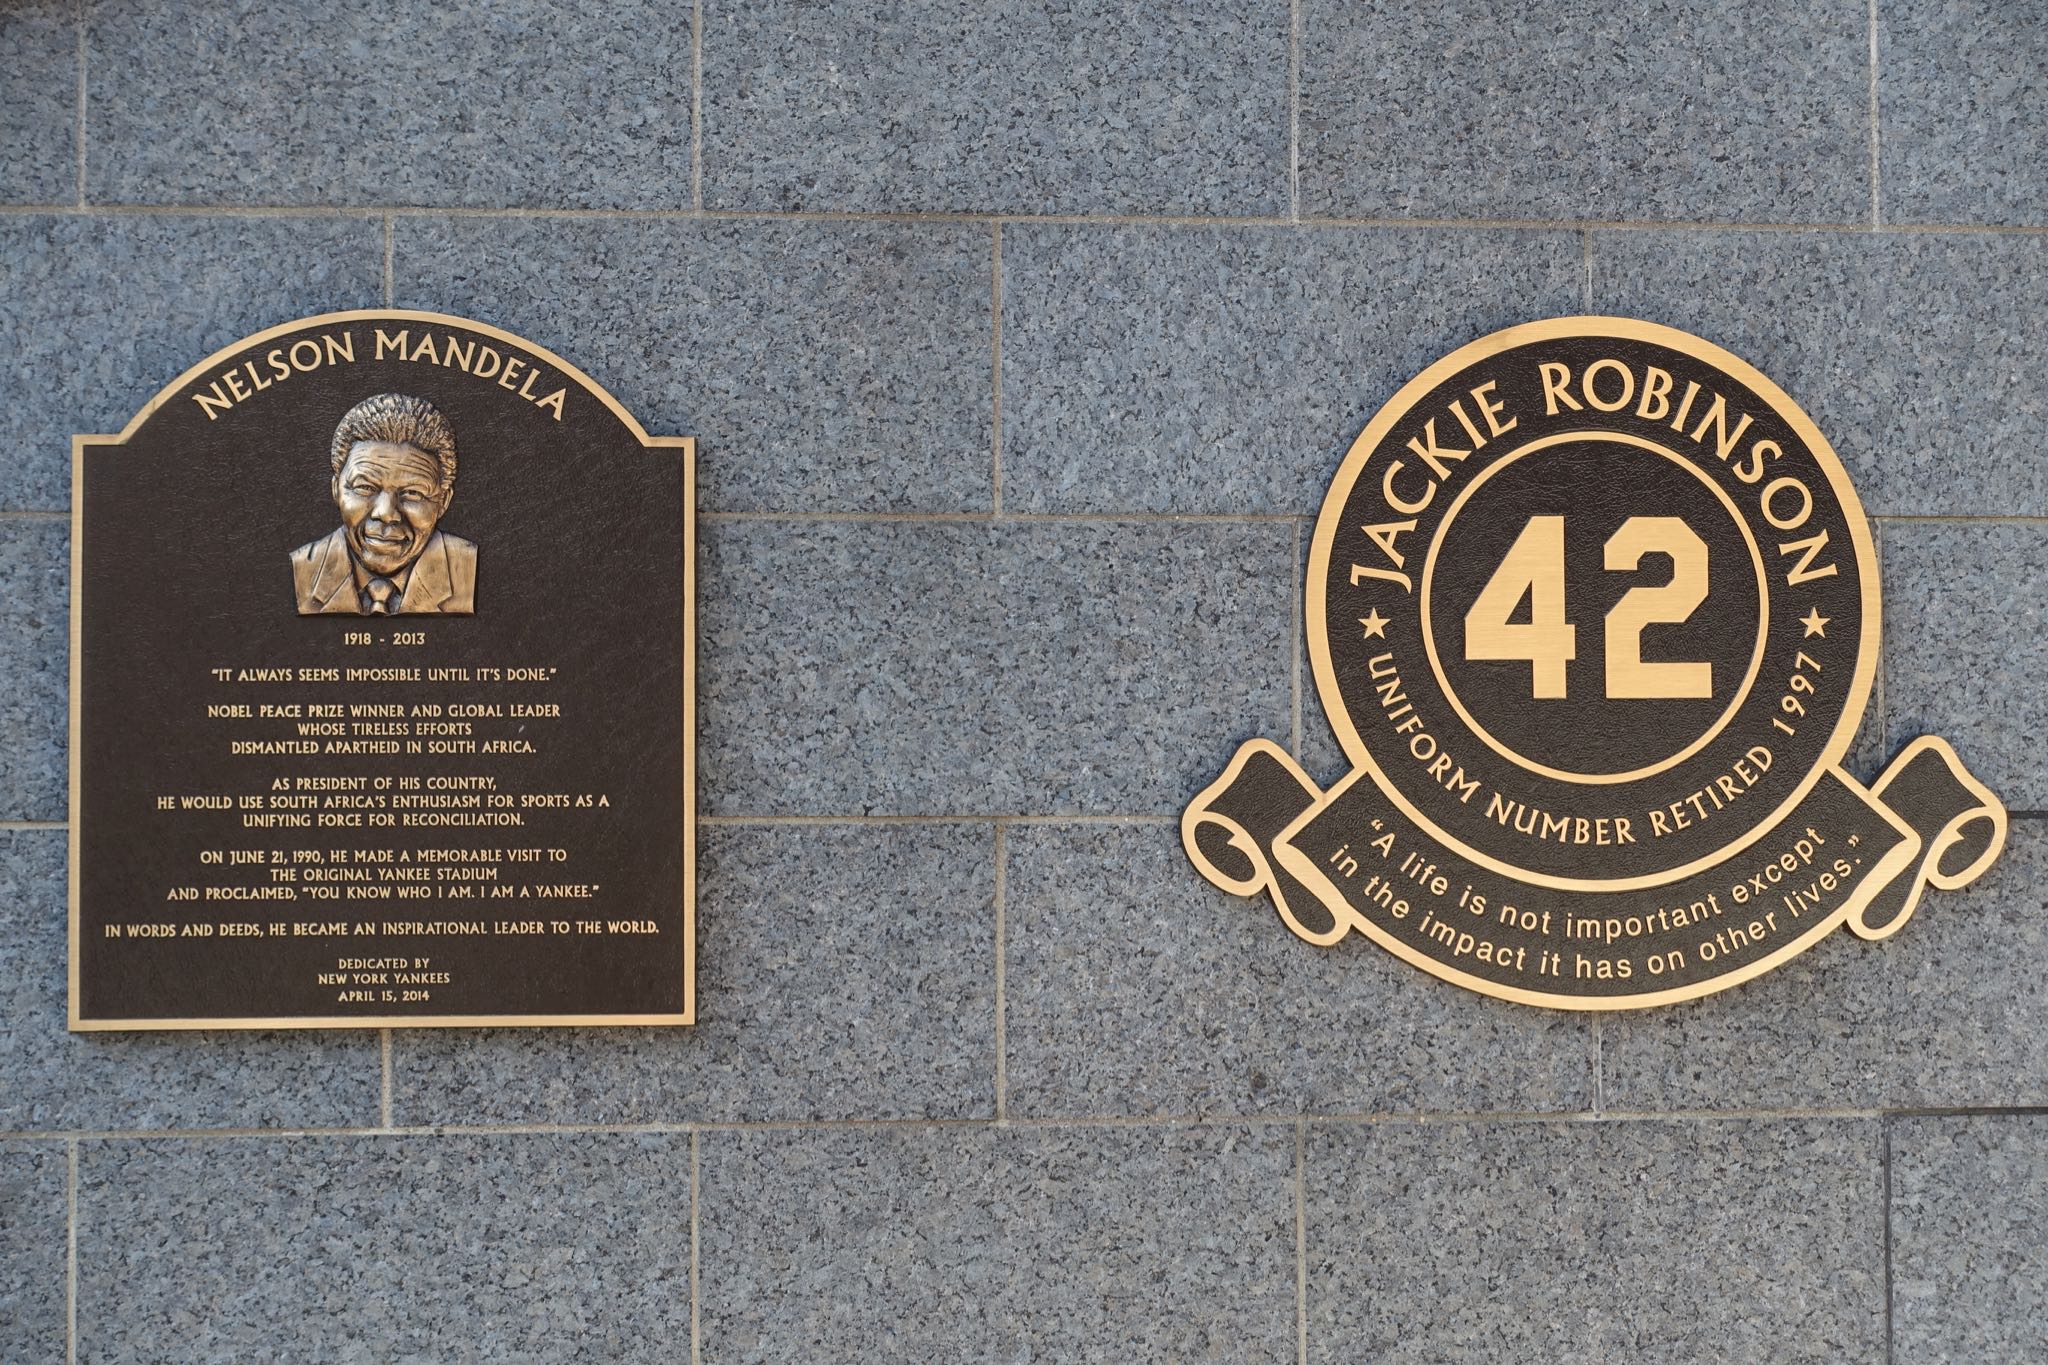 NELSON MANDELA
1918 - 2013
"IT ALWAYS SEEMS IMPOSSIBLE UNTIL IT'S DONE."
NOBEL PEACE PRIZE WINNER AND GLOBAL LEADER
WHOSE TIRELESS EFFORTS
DISMANTLED APARTHEID IN SOUTH AFRICA.
AS PRESIDENT OF HIS COUNTRY,
HE WOULD USE SOUTH AFRICA'S ENTHUSIASM FOR SPORTS AS A
UNIFYING FORCE FOR RECONCILIATION.
ON JUNE 21, 1990, HE MADE A MEMORABLE VISIT TO
THE ORIGINAL YANKEE STADIUM
AND PROCLAIMED, "YOU KNOW WHO I AM. I AM A YANKEE."
IN WORDS AND DEEDS, HE BECAME AN INSPIRATIONAL LEADER TO THE WORLD.
DEDICATED BY
NEW YORK YANKEES
APRIL 15, 2014
JACKIE ROBINSON
42
UNIFORM NUMBER RETIRED 1997
"A life is not important except
in the impact it has on other lives."